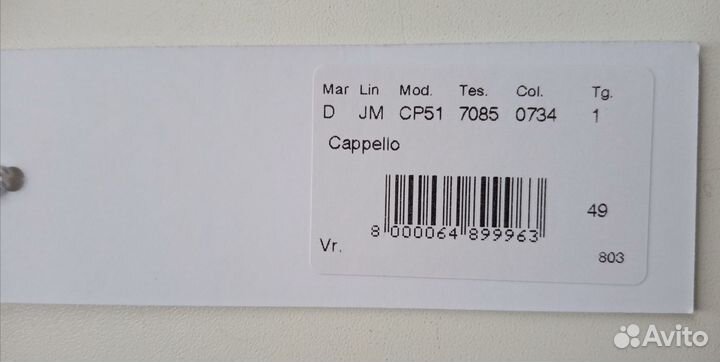 Mar Lin Mod. Tes. Col. Tg.
D JM CP51 7085 0734 1
Cappello
49
8 000064 899963
Vr.
803
Avito